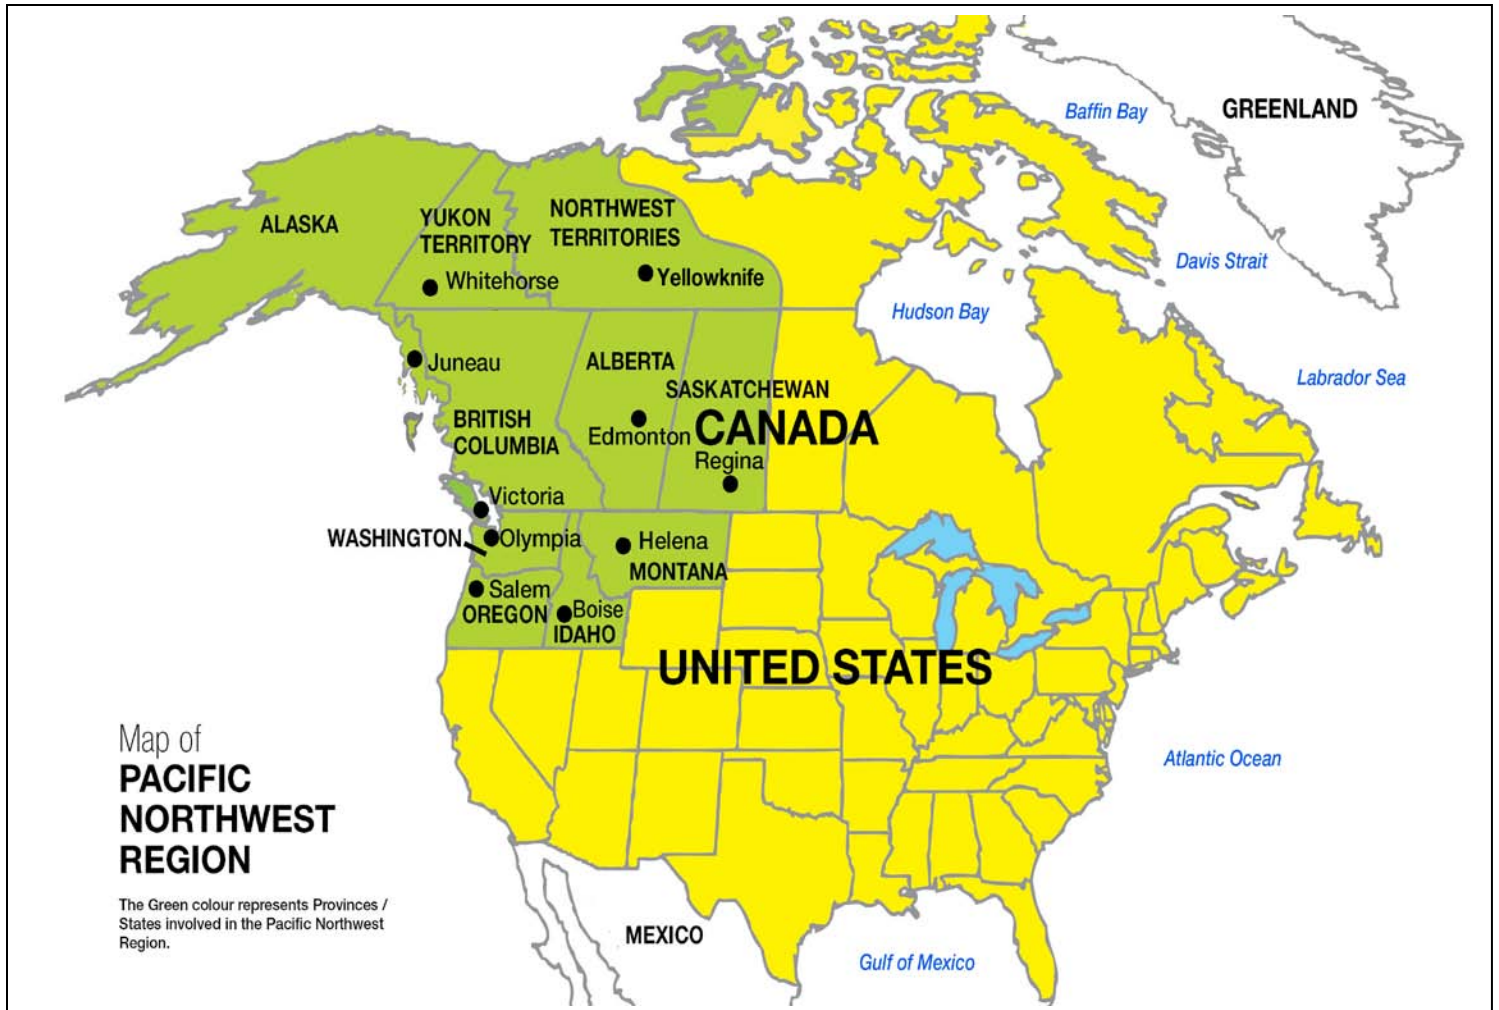 Baffin Bay
GREENLAND
ALASKA
YUKON
TERRITORY
NORTHWEST
TERRITORIES
Whitehorse
Yellowknife
Davis Strait
Hudson Bay
Juneau
ALBERTA
SASKATCHEWAN
Labrador Sea
BRITISH
COLUMBIA
Edmonton
CANADA
Regina
Victoria
WASHINGTON
Olympia
Helena
MONTANA
Salem
OREGON
Boise
IDAHO
UNITED STATES
Map of
PACIFIC
NORTHWEST
REGION
The Green colour represents Provinces /
States involved in the Pacific Northwest
Region.
Atlantic Ocean
MEXICO
Gulf of Mexico